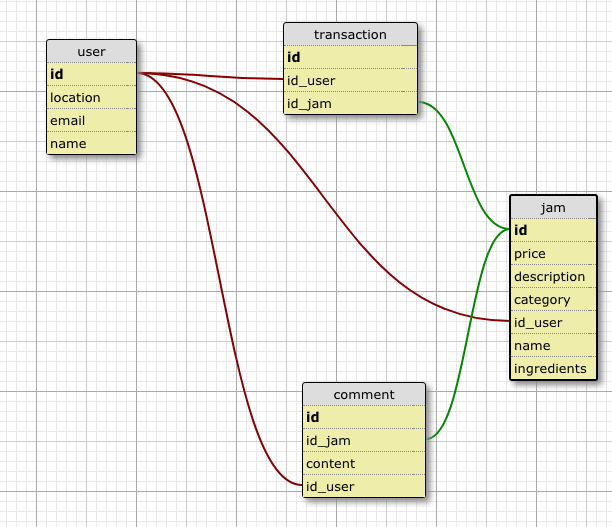 user
id
location
email
name
transaction
id
id_user
id_jam
jam
id
price
description
category
id_user
name
ingredients
comment
id
id_jam
content
id_user